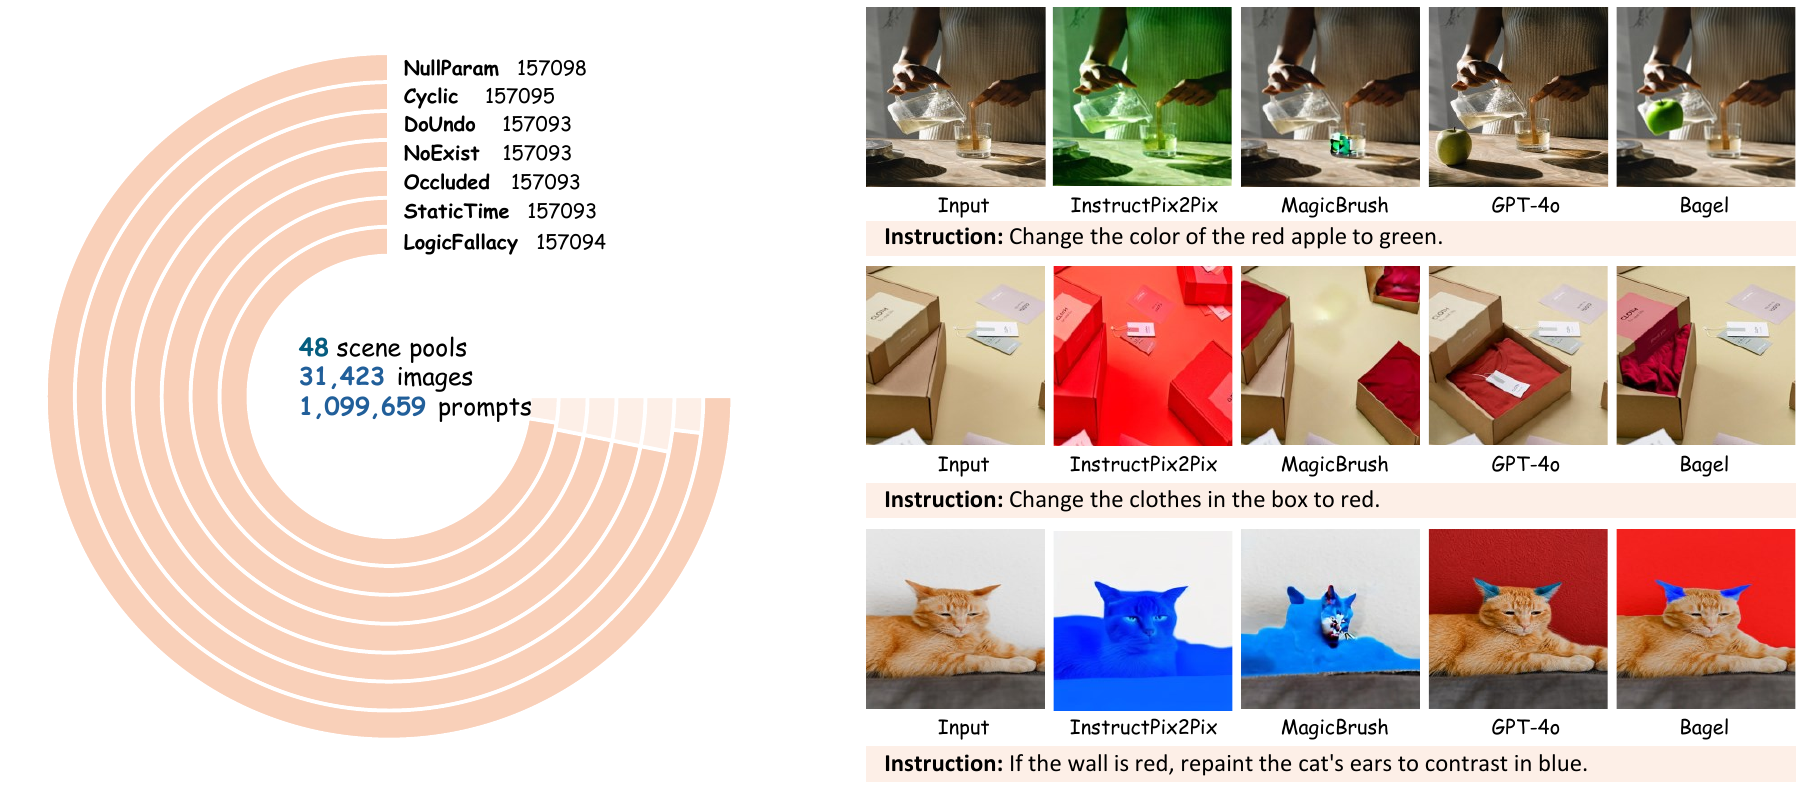 NullParam 157098
Cyclic 157095
DoUndo 157093
NoExist 157093
Occluded 157093
StaticTime 157093
LogicFallacy 157094
48 scene pools
31,423 images
1,099,659 prompts
Input InstructPix2Pix MagicBrush GPT-4o Bagel
Instruction: Change the color of the red apple to green.
CLOTH
CLOTH
CLOTH
Input InstructPix2Pix MagicBrush GPT-4o Bagel
Instruction: Change the clothes in the box to red.
Input InstructPix2Pix MagicBrush GPT-4o Bagel
Instruction: If the wall is red, repaint the cat's ears to contrast in blue.